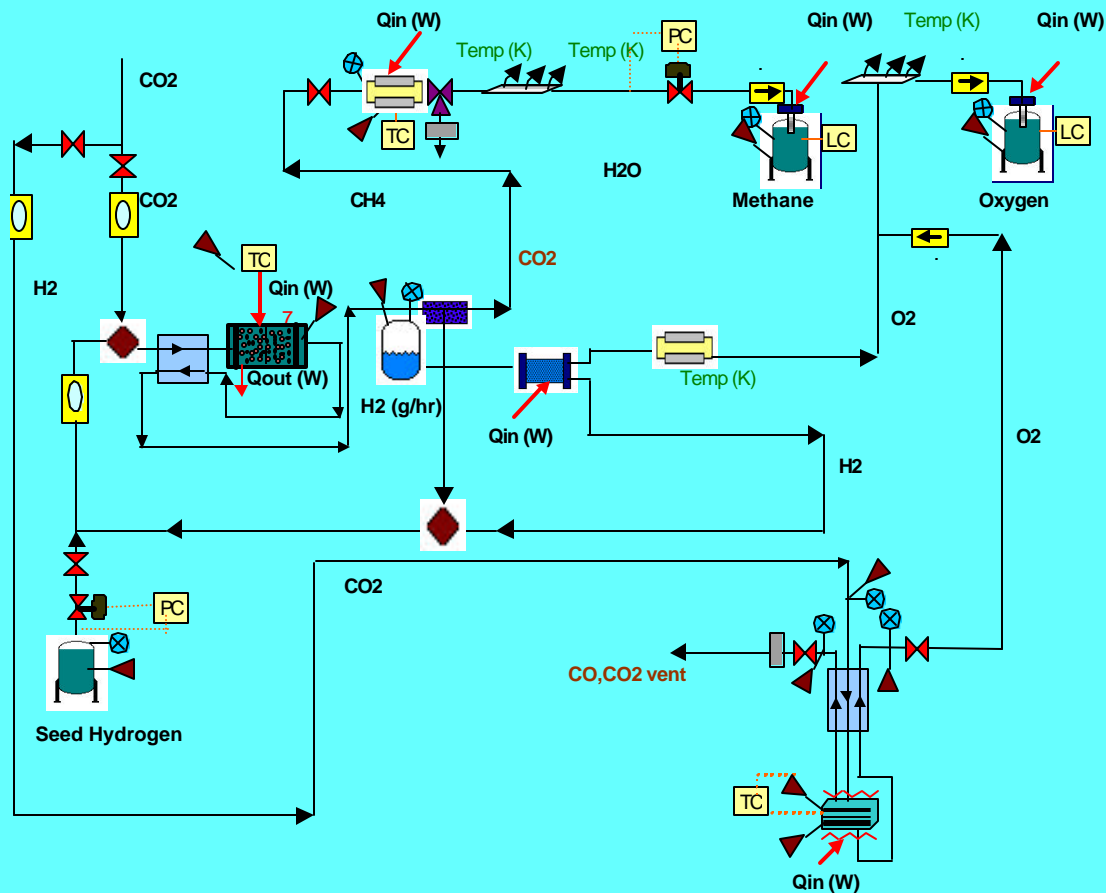 Qin (W)
Qin (W)
Temp (K)
Qin (W)
Temp (K)
Temp (K)
PC
CO2
TC
LC
LC
H2O
CO2
CH4
Methane
Oxygen
TC
CO2
H2
Qin (W)
7
O2
Qout (W)
Temp (K)
H2 (g/hr)
Qin (W)
O2
H2
CO2
PC
CO,CO2 vent
Seed Hydrogen
TC
Qin (W)